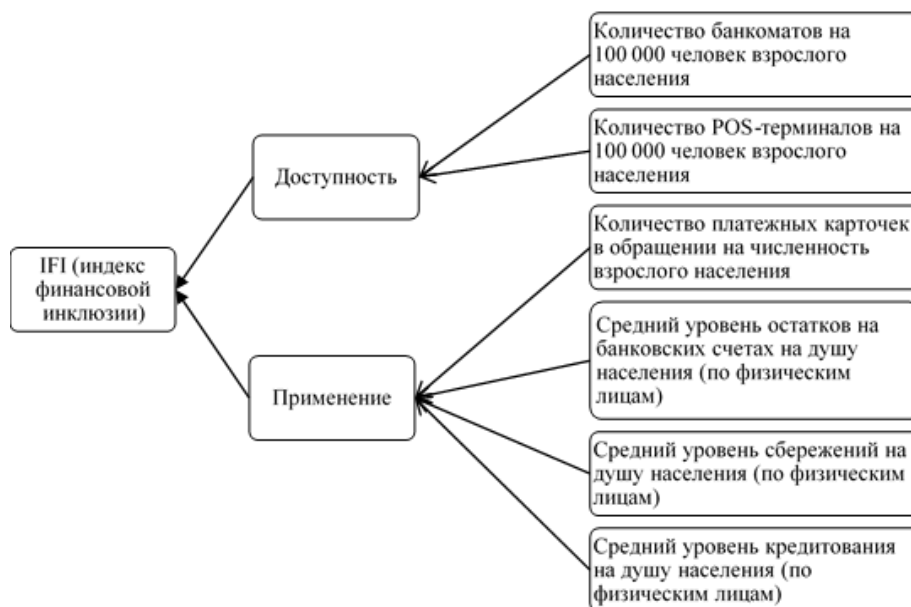 Количество банкоматов на
100 000 человек взрослого
населения
Количество POS-терминалов на
100 000 человек взрослого
населения
Доступность
Количество платежных карточек
в обращении на численность
взрослого населения
IFI (индекс
финансовой
инклюзии)
Средний уровень остатков на
банковских счетах на душу
населения (по физическим
лицам)
Применение
Средний уровень сбережений на
душу населения (по физическим
лицам)
Средний уровень кредитования
на душу населения (по
физическим лицам)